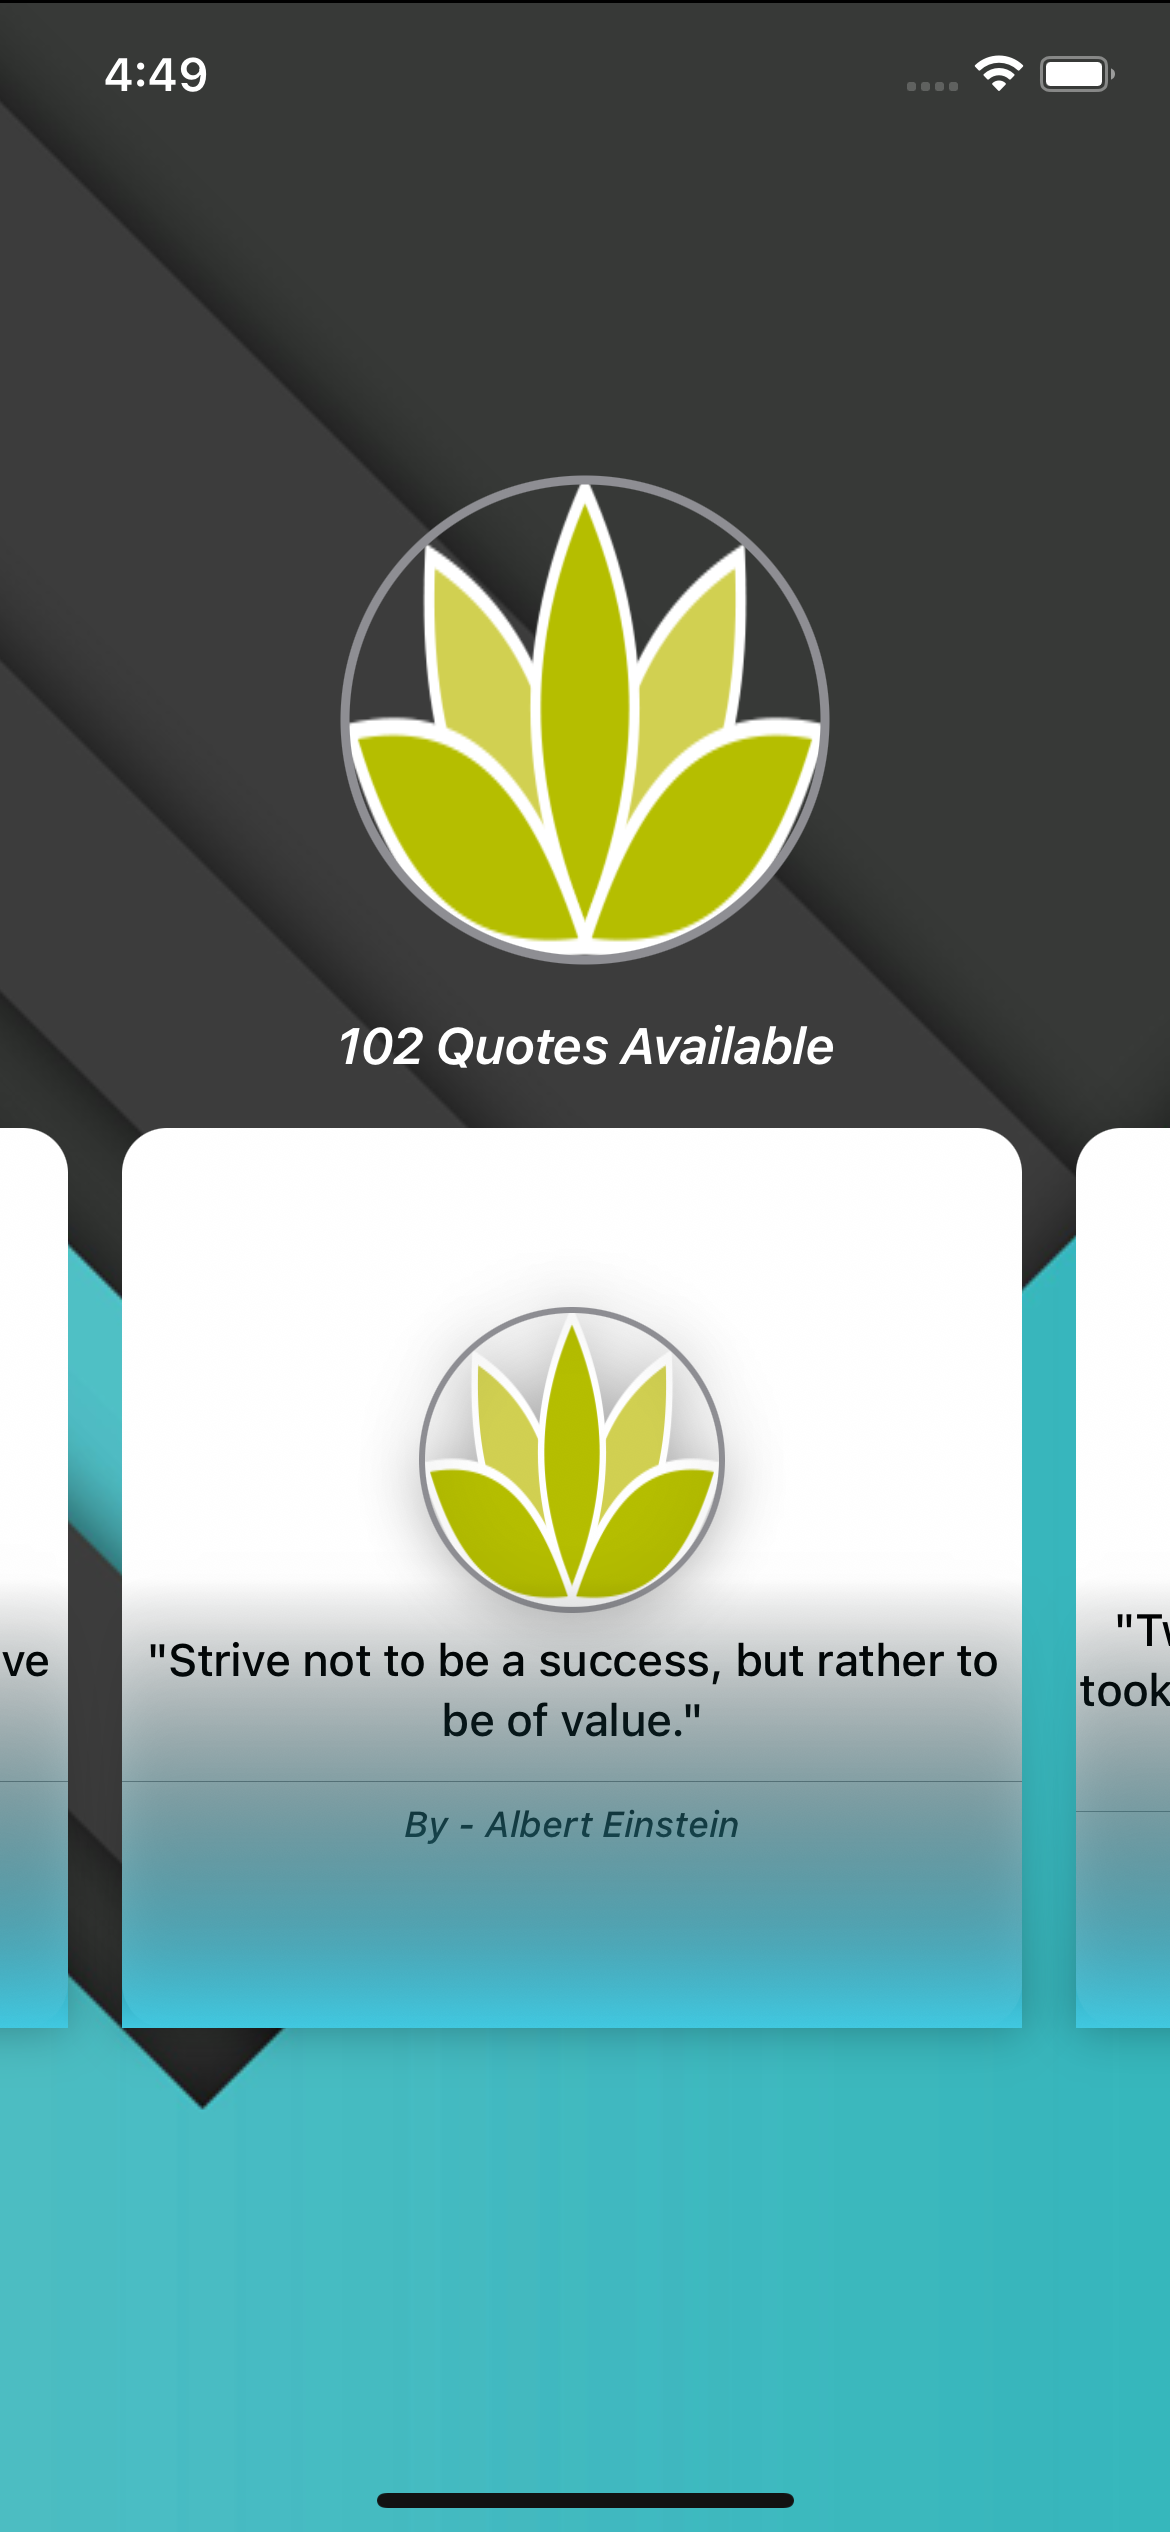 4:49
102 Quotes Available
ve
"Strive not to be a success, but rather to
be of value."
By - Albert Einstein
"Tw
took